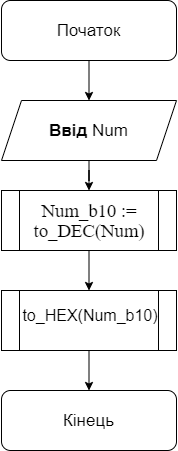 Початок
Ввід Num
Num_b10 :=
to_DEC(Num)
to_HEX(Num_b10)
Кінець